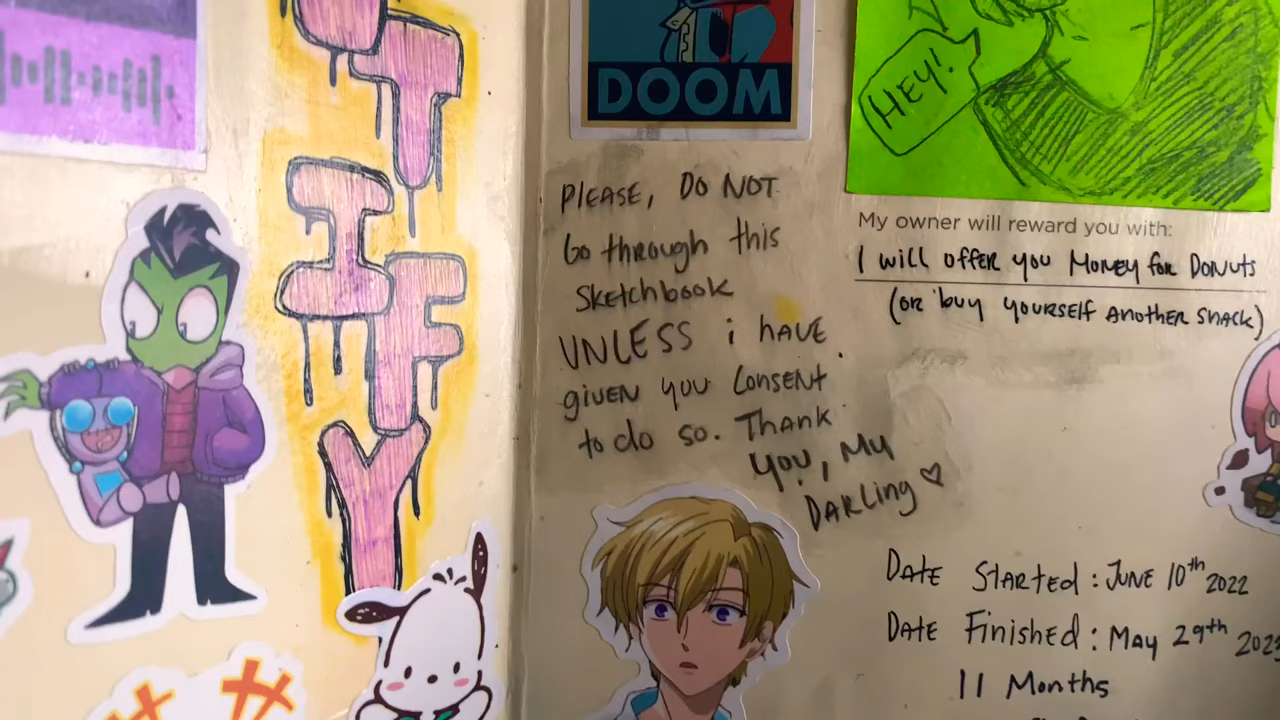 TIFY
DOOM
HEY!
PLEASE, DO NOT
Go through this
Sketchbook
UNLESS i have
given you consent
to do so. Thank
you, My
Darling ♡
My owner will reward you with:
I will offer you Money for Donuts
(or buy yourself another snack)
Date Started : June 10th 2022
Date Finished : May 29th 2023
11 Months